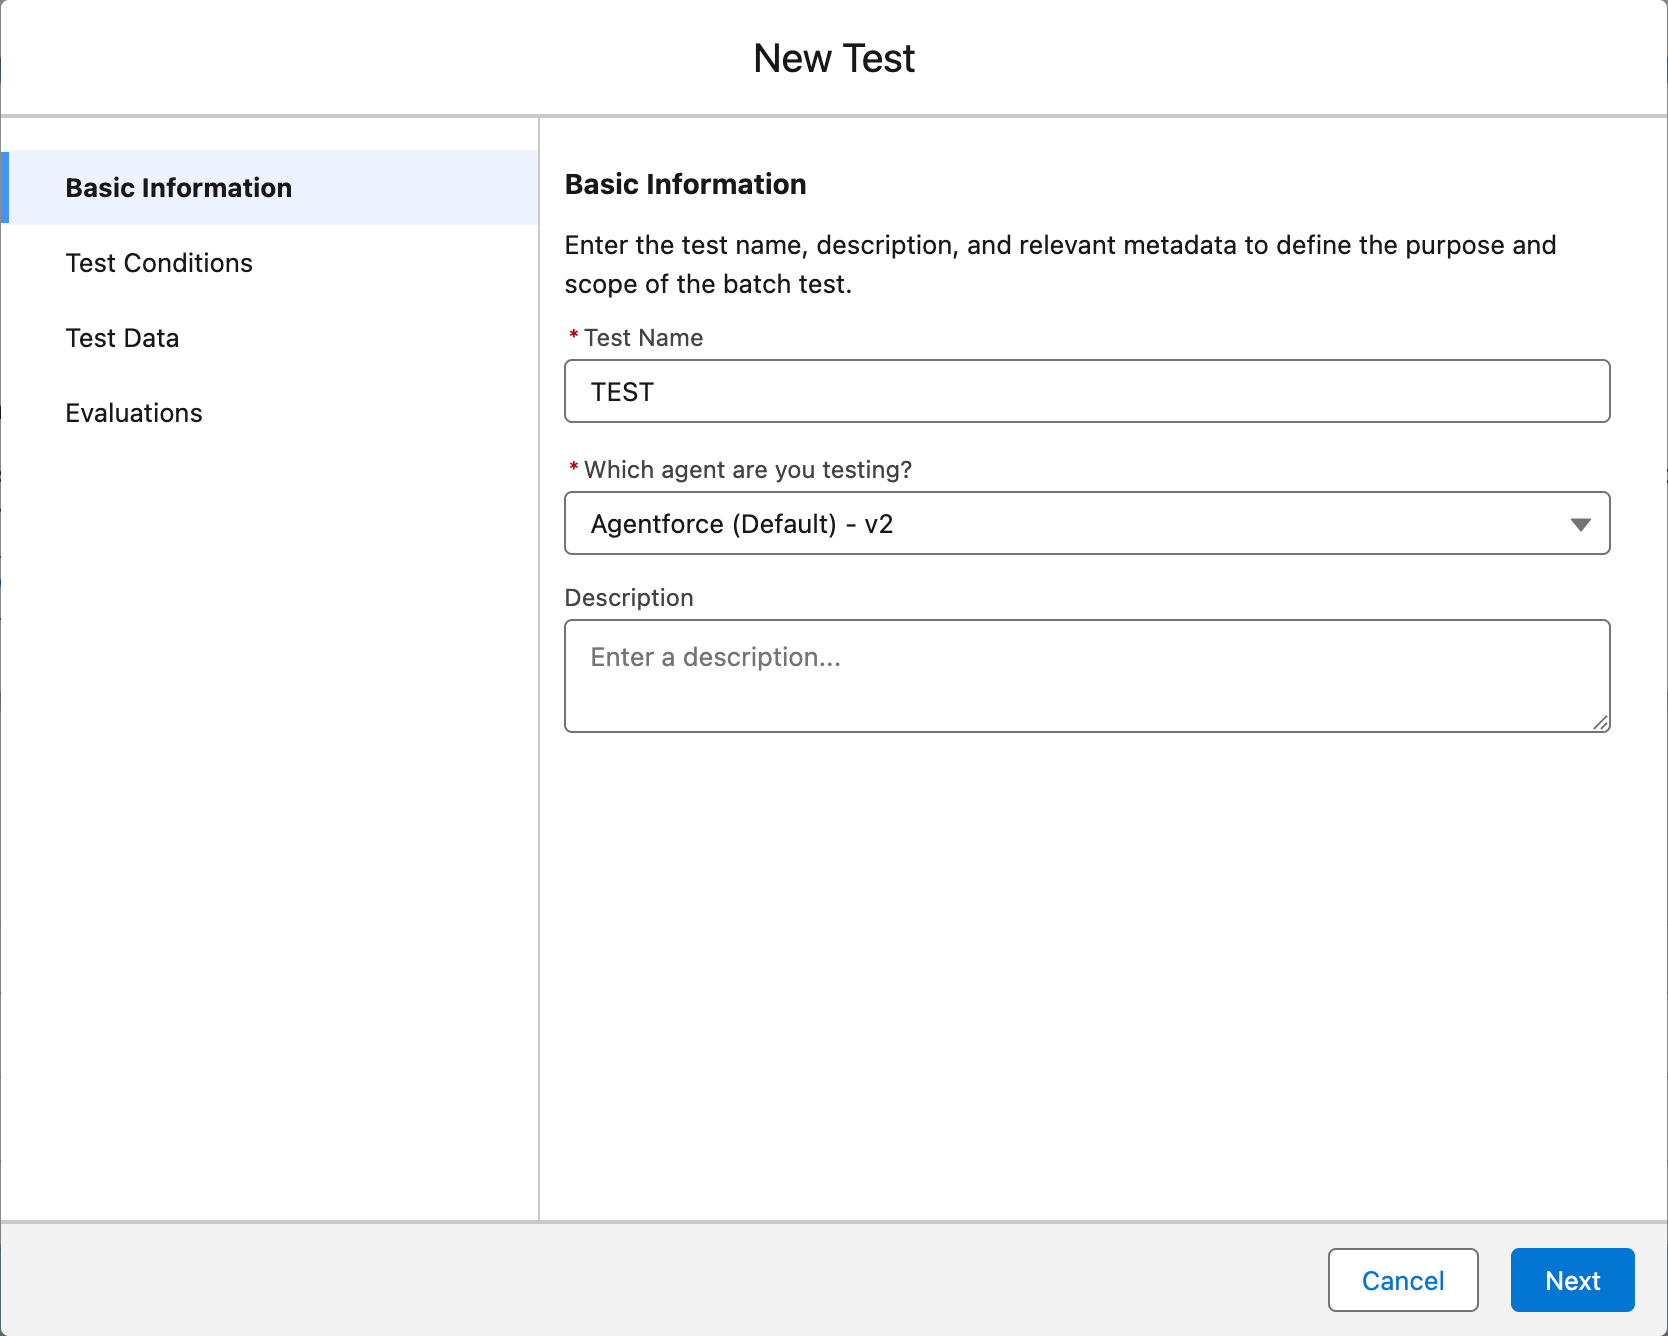 New Test
Basic Information
Test Conditions
Test Data
Evaluations
Basic Information
Enter the test name, description, and relevant metadata to define the purpose and
scope of the batch test.
* Test Name
TEST
* Which agent are you testing?
Agentforce (Default) - v2
Description
Enter a description...
Cancel
Next